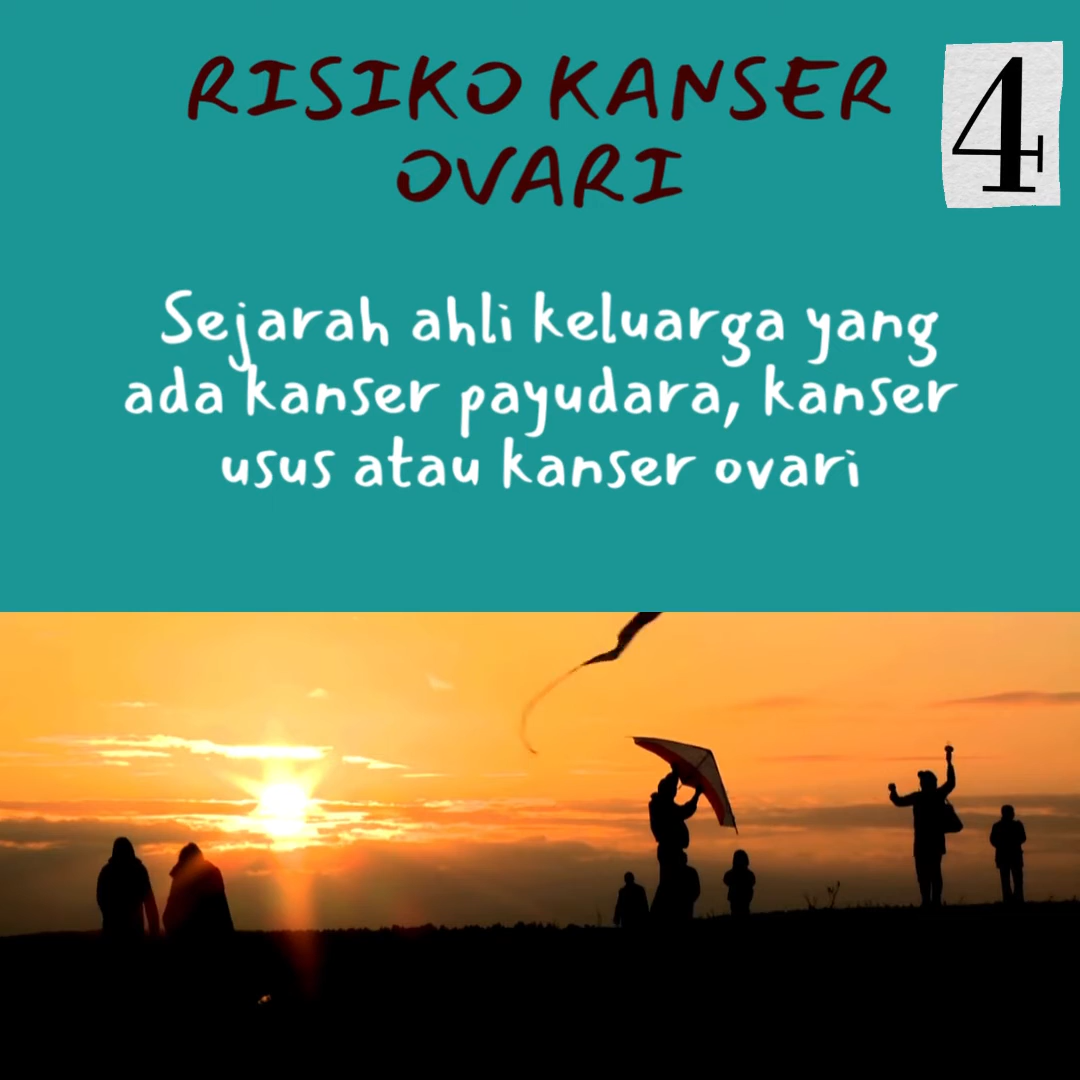 RISIKO KANSER
OVARI
4
Sejarah ahli keluarga yang
ada kanser payudara, kanser
usus atau kanser ovari